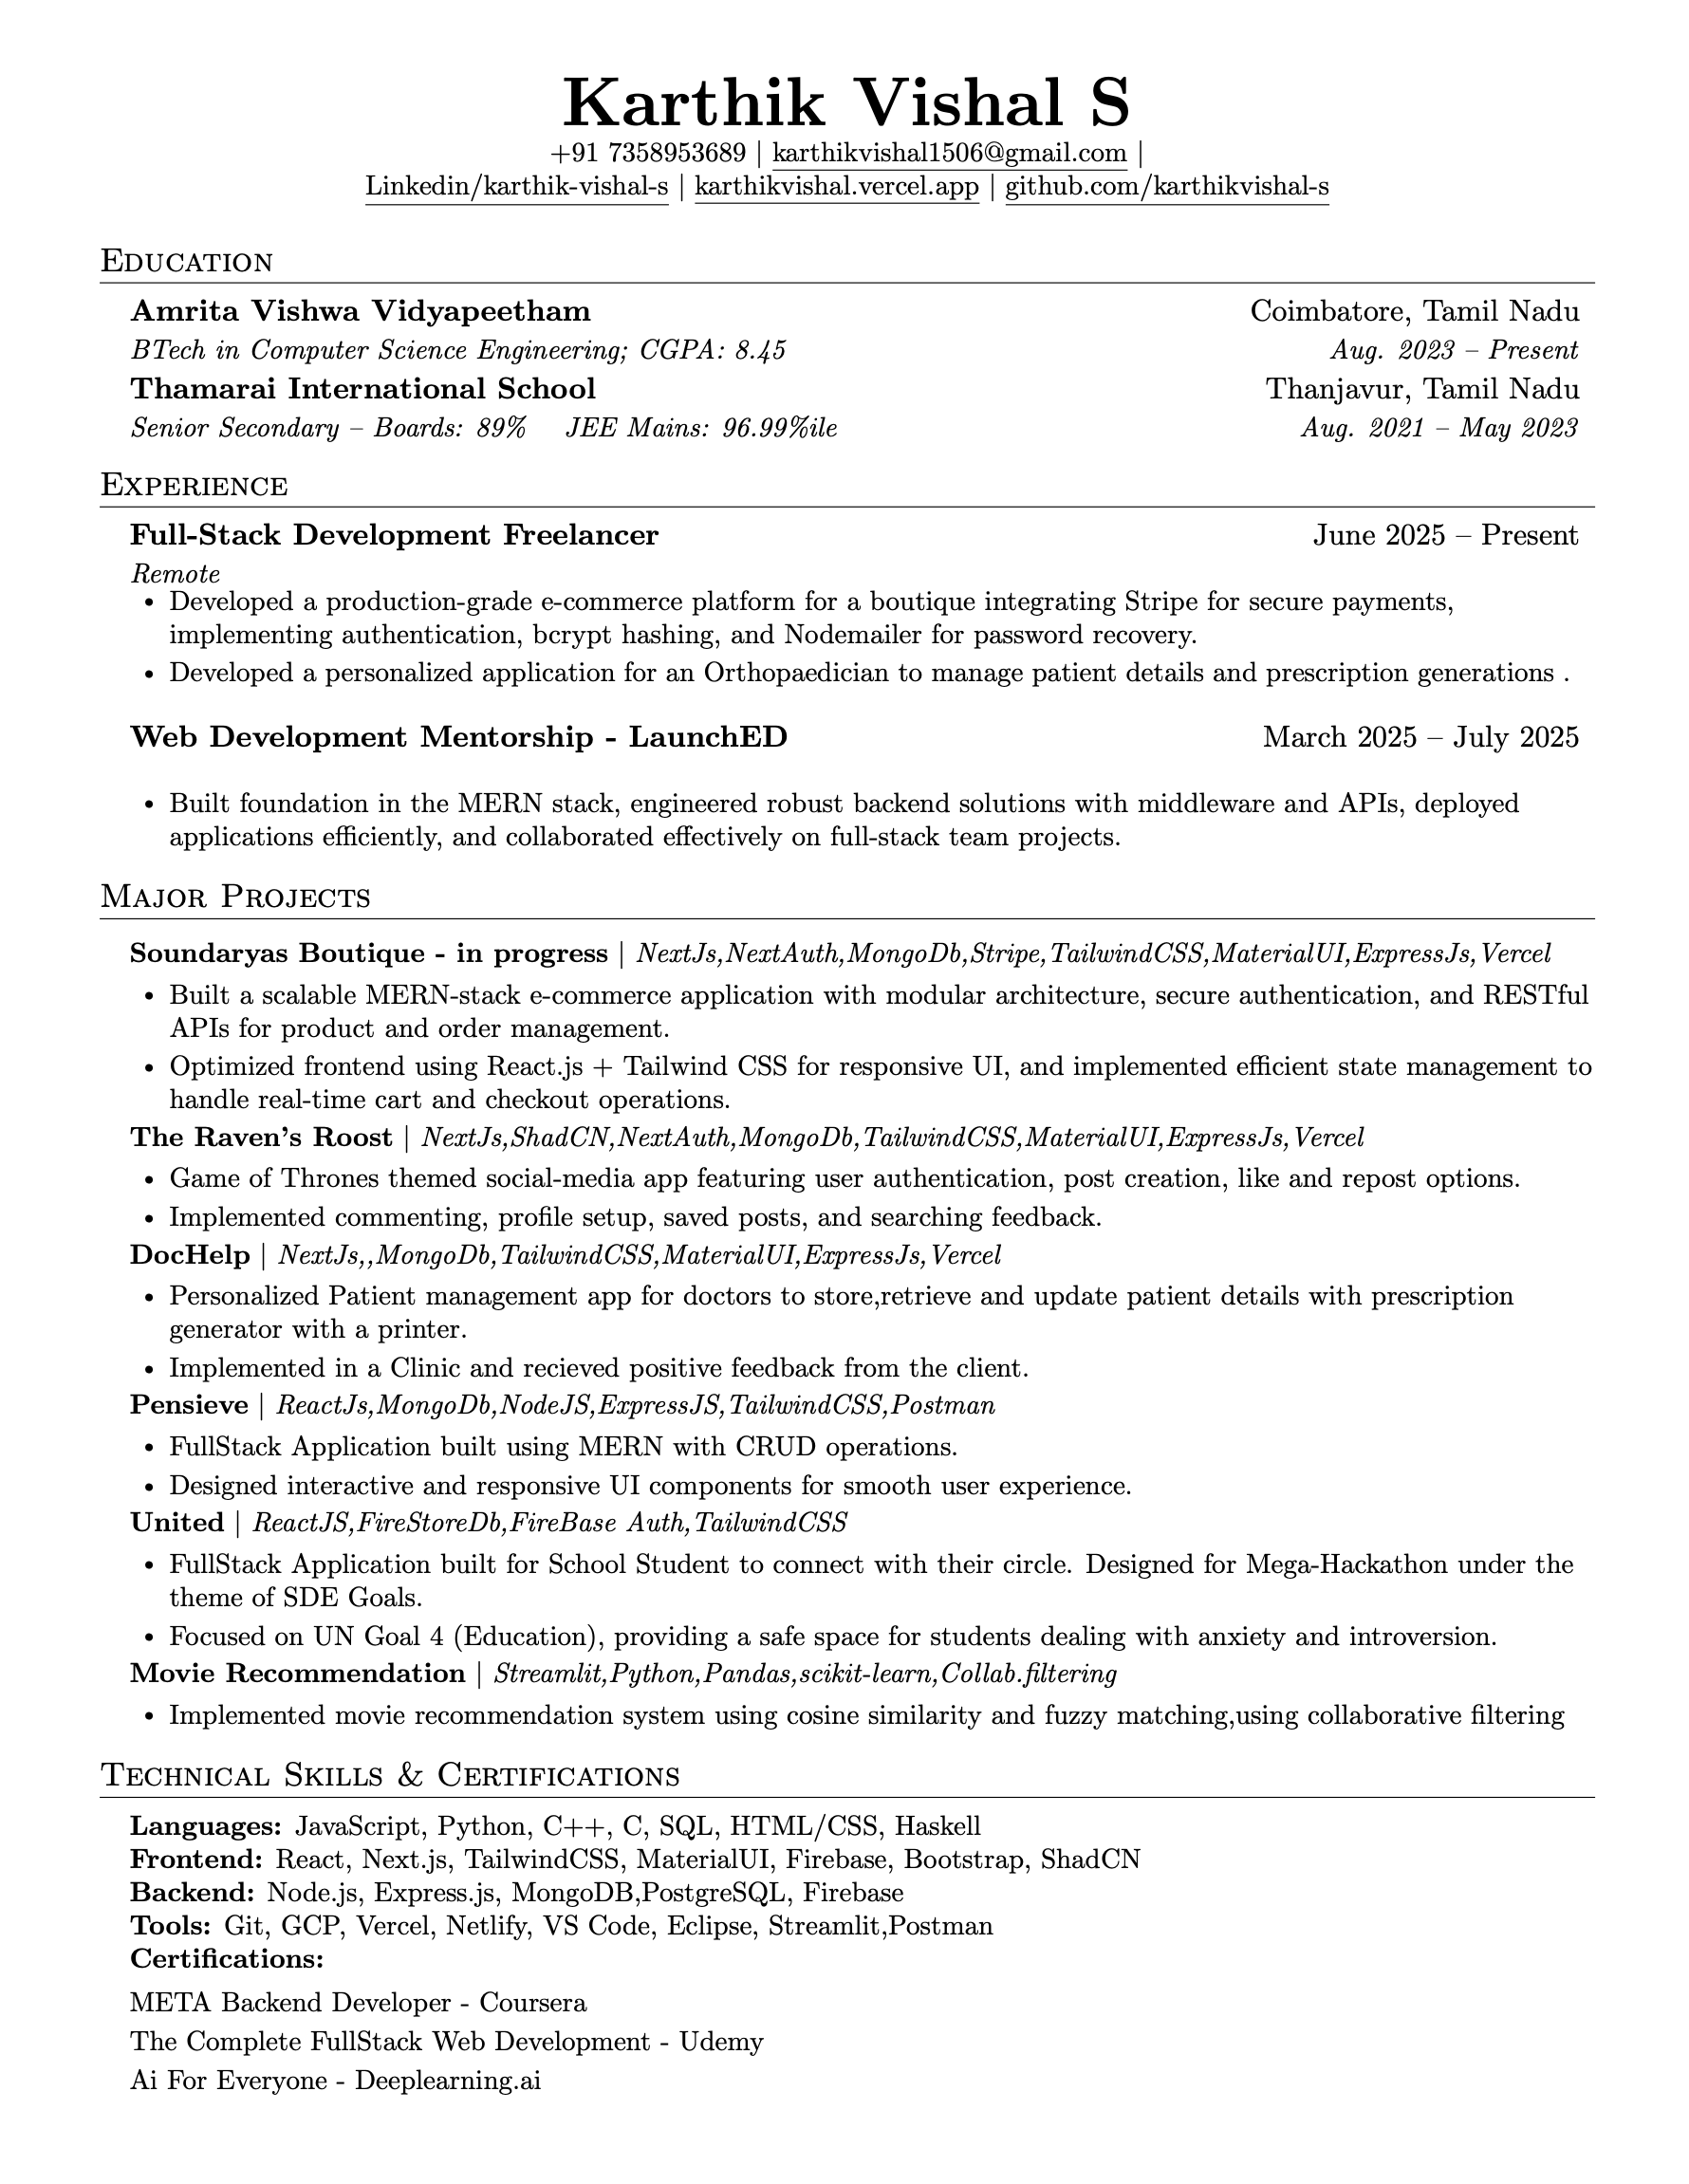 Karthik Vishal S
+91 7358953689 | karthikvishal1506@gmail.com |
Linkedin/karthik-vishal-s | karthikvishal.vercel.app | github.com/karthikvishal-s
Education
Amrita Vishwa Vidyapeetham Coimbatore, Tamil Nadu
BTech in Computer Science Engineering; CGPA: 8.45 Aug. 2023 – Present
Thamarai International School Thanjavur, Tamil Nadu
Senior Secondary – Boards: 89% JEE Mains: 96.99%ile Aug. 2021 – May 2023
Experience
Full-Stack Development Freelancer June 2025 – Present
Remote
• Developed a production-grade e-commerce platform for a boutique integrating Stripe for secure payments,
implementing authentication, bcrypt hashing, and Nodemailer for password recovery.
• Developed a personalized application for an Orthopaedician to manage patient details and prescription generations .
Web Development Mentorship - LaunchED March 2025 – July 2025
• Built foundation in the MERN stack, engineered robust backend solutions with middleware and APIs, deployed
applications efficiently, and collaborated effectively on full-stack team projects.
Major Projects
Soundaryas Boutique - in progress | NextJs,NextAuth,MongoDb,Stripe,TailwindCSS,MaterialUI,ExpressJs,Vercel
• Built a scalable MERN-stack e-commerce application with modular architecture, secure authentication, and RESTful
APIs for product and order management.
• Optimized frontend using React.js + Tailwind CSS for responsive UI, and implemented efficient state management to
handle real-time cart and checkout operations.
The Raven's Roost | NextJs,ShadCN,NextAuth,MongoDb,TailwindCSS,MaterialUI,ExpressJs,Vercel
• Game of Thrones themed social-media app featuring user authentication, post creation, like and repost options.
• Implemented commenting, profile setup, saved posts, and searching feedback.
DocHelp | NextJs,,MongoDb,TailwindCSS,MaterialUI,ExpressJs,Vercel
• Personalized Patient management app for doctors to store,retrieve and update patient details with prescription
generator with a printer.
• Implemented in a Clinic and recieved positive feedback from the client.
Pensieve | ReactJs,MongoDb,NodeJS,ExpressJS,TailwindCSS,Postman
• FullStack Application built using MERN with CRUD operations.
• Designed interactive and responsive UI components for smooth user experience.
United | ReactJS,FireStoreDb,FireBase Auth,TailwindCSS
• FullStack Application built for School Student to connect with their circle. Designed for Mega-Hackathon under the
theme of SDE Goals.
• Focused on UN Goal 4 (Education), providing a safe space for students dealing with anxiety and introversion.
Movie Recommendation | Streamlit,Python,Pandas,scikit-learn,Collab.filtering
• Implemented movie recommendation system using cosine similarity and fuzzy matching,using collaborative filtering
Technical Skills & Certifications
Languages: JavaScript, Python, C++, C, SQL, HTML/CSS, Haskell
Frontend: React, Next.js, TailwindCSS, MaterialUI, Firebase, Bootstrap, ShadCN
Backend: Node.js, Express.js, MongoDB,PostgreSQL, Firebase
Tools: Git, GCP, Vercel, Netlify, VS Code, Eclipse, Streamlit,Postman
Certifications:
META Backend Developer - Coursera
The Complete FullStack Web Development - Udemy
Ai For Everyone - Deeplearning.ai